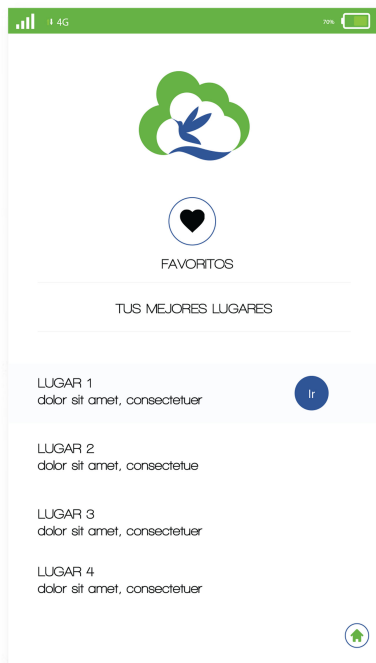 4G
70%
FAVORITOS
TUS MEJORES LUGARES
LUGAR 1
dolor sit amet, consectetuer
Ir
LUGAR 2
dolor sit amet, consectetue
LUGAR 3
dolor sit amet, consectetuer
LUGAR 4
dolor sit amet, consectetuer